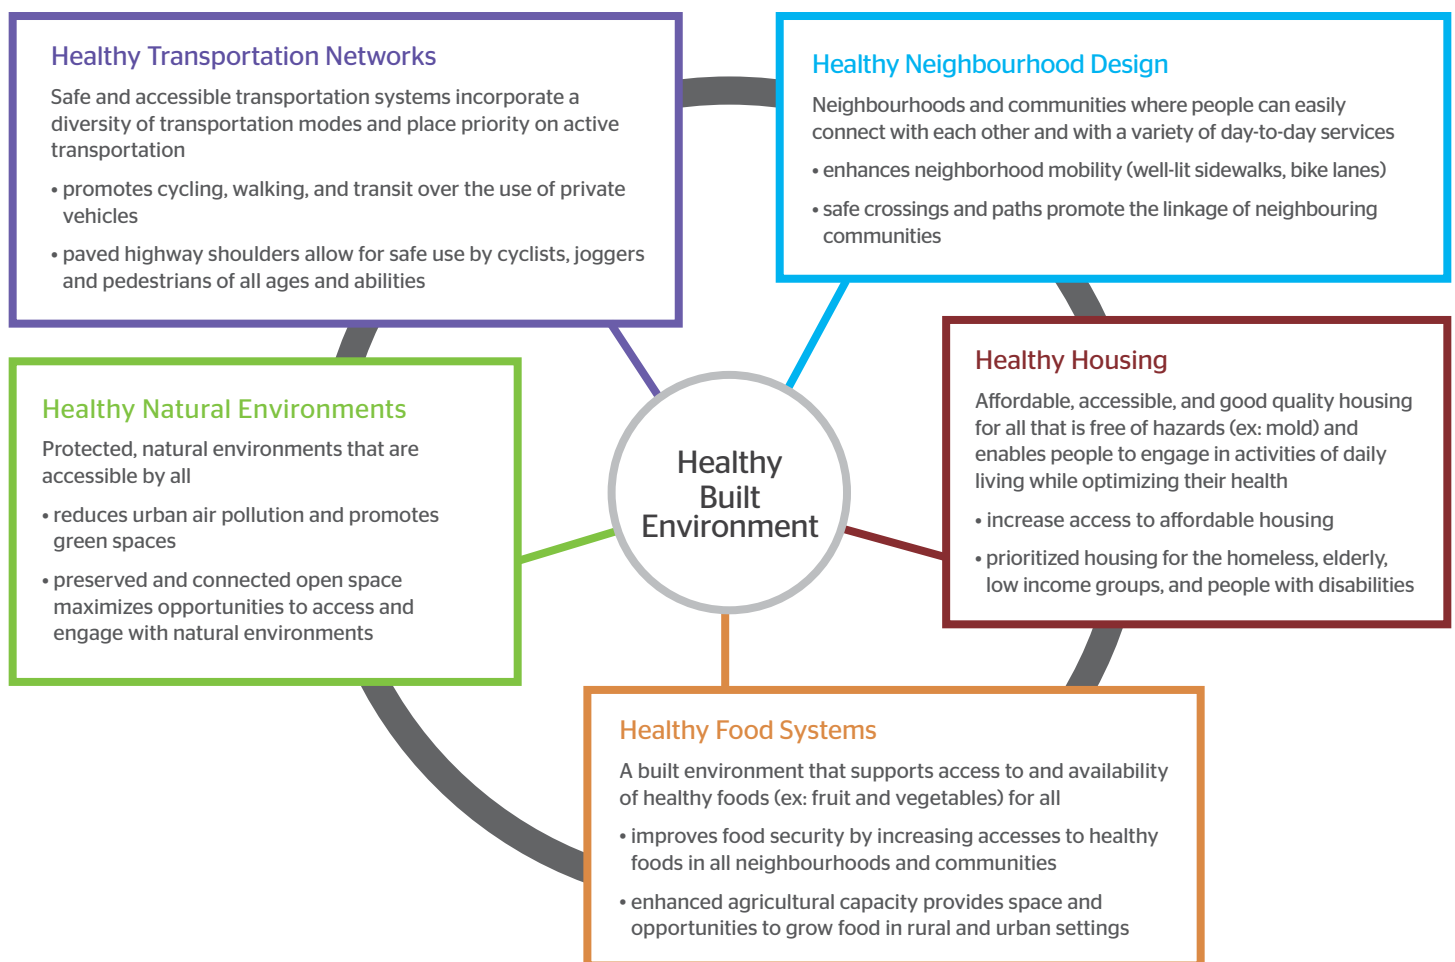 Healthy Transportation Networks
Safe and accessible transportation systems incorporate a
diversity of transportation modes and place priority on active
transportation
• promotes cycling, walking, and transit over the use of private
vehicles
• paved highway shoulders allow for safe use by cyclists, joggers
and pedestrians of all ages and abilities
Healthy Neighbourhood Design
Neighbourhoods and communities where people can easily
connect with each other and with a variety of day-to-day services
• enhances neighborhood mobility (well-lit sidewalks, bike lanes)
• safe crossings and paths promote the linkage of neighbouring
communities
Healthy Natural Environments
Protected, natural environments that are
accessible by all
• reduces urban air pollution and promotes
green spaces
• preserved and connected open space
maximizes opportunities to access and
engage with natural environments
Healthy
Built
Environment
Healthy Housing
Affordable, accessible, and good quality housing
for all that is free of hazards (ex: mold) and
enables people to engage in activities of daily
living while optimizing their health
• increase access to affordable housing
• prioritized housing for the homeless, elderly,
low income groups, and people with disabilities
Healthy Food Systems
A built environment that supports access to and availability
of healthy foods (ex: fruit and vegetables) for all
• improves food security by increasing accesses to healthy
foods in all neighbourhoods and communities
• enhanced agricultural capacity provides space and
opportunities to grow food in rural and urban settings